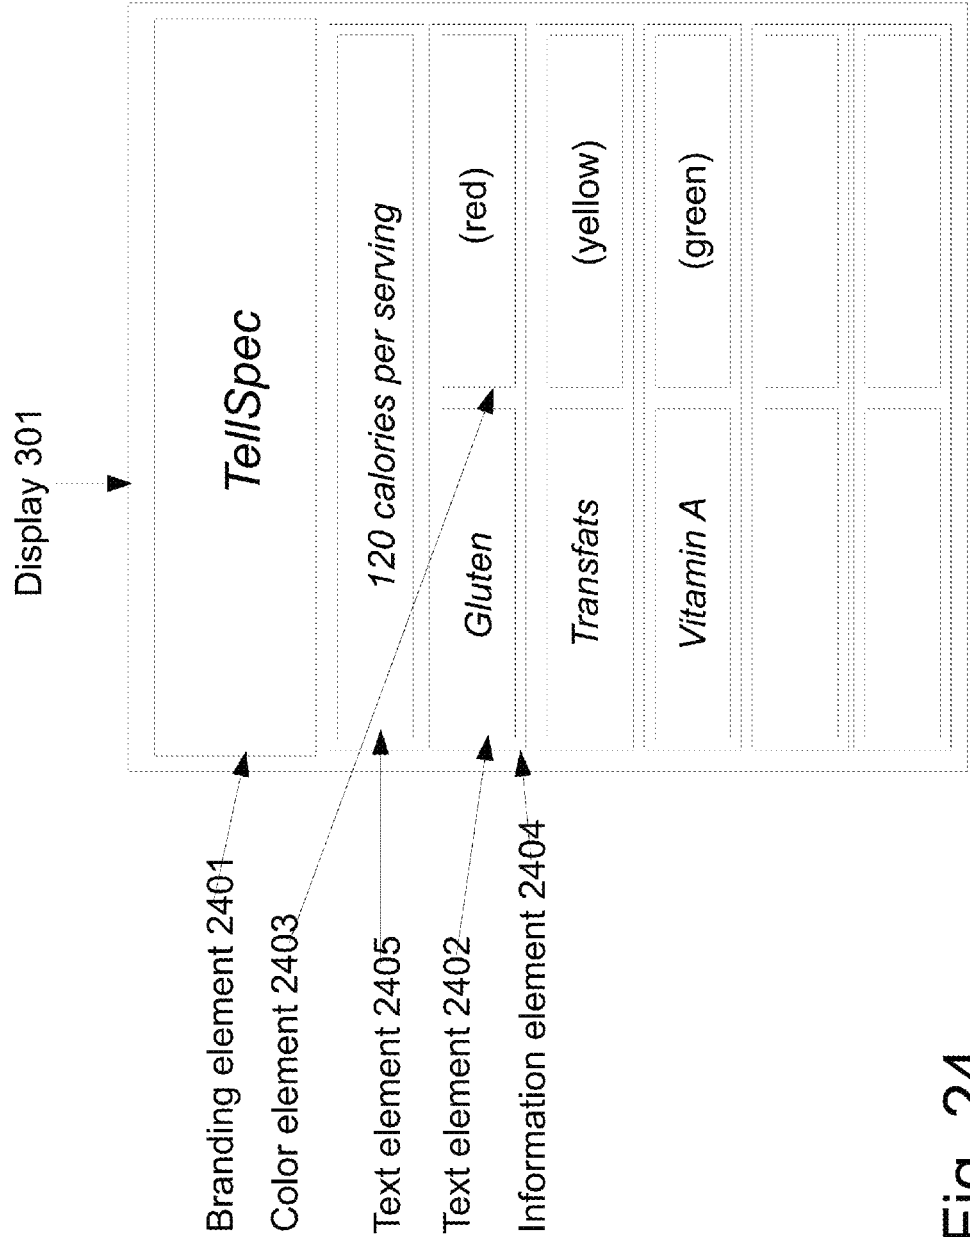 Display 301
TellSpec
120 calories per serving
Gluten
(red)
Transfats
(yellow)
Vitamin A
(green)
Branding element 2401
Color element 2403
Text element 2405
Text element 2402
Information element 2404
Fig. 24